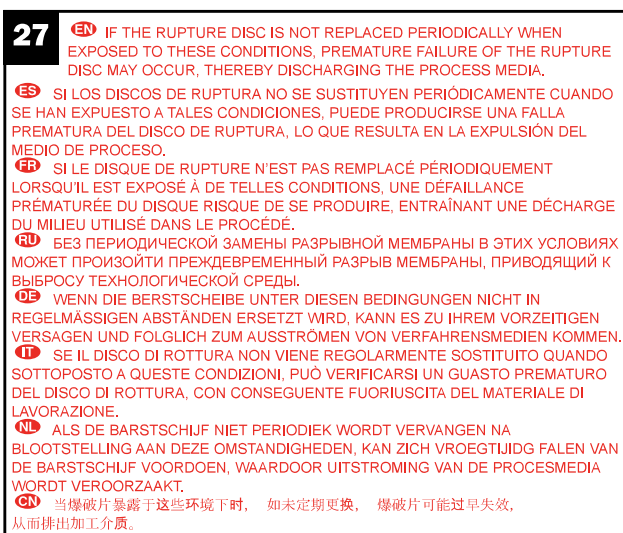 27 EN IF THE RUPTURE DISC IS NOT REPLACED PERIODICALLY WHEN
EXPOSED TO THESE CONDITIONS, PREMATURE FAILURE OF THE RUPTURE
DISC MAY OCCUR, THEREBY DISCHARGING THE PROCESS MEDIA.
ES SI LOS DISCOS DE RUPTURA NO SE SUSTITUYEN PERIÓDICAMENTE CUANDO
SE HAN EXPUESTO A TALES CONDICIONES, PUEDE PRODUCIRSE UNA FALLA
PREMATURA DEL DISCO DE RUPTURA, LO QUE RESULTA EN LA EXPULSIÓN DEL
MEDIO DE PROCESO.
FR SI LE DISQUE DE RUPTURE N'EST PAS REMPLACÉ PÉRIODIQUEMENT
LORSQU'IL EST EXPOSÉ À DE TELLES CONDITIONS, UNE DÉFAILLANCE
PRÉMATURÉE DU DISQUE RISQUE DE SE PRODUIRE, ENTRAÎNANT UNE DÉCHARGE
DU MILIEU UTILISÉ DANS LE PROCÉDÉ.
RU БЕЗ ПЕРИОДИЧЕСКОЙ ЗАМЕНЫ РАЗРЫВНОЙ МЕМБРАНЫ В ЭТИХ УСЛОВИЯХ
МОЖЕТ ПРОИЗОЙТИ ПРЕЖДЕВРЕМЕННЫЙ РАЗРЫВ МЕМБРАНЫ, ПРИВОДЯЩИЙ К
ВЫБРОСУ ТЕХНОЛОГИЧЕСКОЙ СРЕДЫ.
DE WENN DIE BERSTSCHEIBE UNTER DIESEN BEDINGUNGEN NICHT IN
REGELMÄSSIGEN ABSTÄNDEN ERSETZT WIRD, KANN ES ZU IHREM VORZEITIGEN
VERSAGEN UND FOLGLICH ZUM AUSSTRÖMEN VON VERFAHRENSMEDIEN KOMMEN.
IT SE IL DISCO DI ROTTURA NON VIENE REGOLARMENTE SOSTITUITO QUANDO
SOTTOPOSTO A QUESTE CONDIZIONI, PUÒ VERIFICARSI UN GUASTO PREMATURO
DEL DISCO DI ROTTURA, CON CONSEGUENTE FUORIUSCITA DEL MATERIALE DI
LAVORAZIONE.
NL ALS DE BARSTSCHIJF NIET PERIODIEK WORDT VERVANGEN NA
BLOOTSTELLING AAN DEZE OMSTANDIGHEDEN, KAN ZICH VROEGTIJIDG FALEN VAN
DE BARSTSCHIJF VOORDOEN, WAARDOOR UITSTROMING VAN DE PROCESMEDIA
WORDT VEROORZAAKT.
CN 当爆破片暴露于这些环境下时， 如未定期更换， 爆破片可能过早失效，
从而排出加工介质。